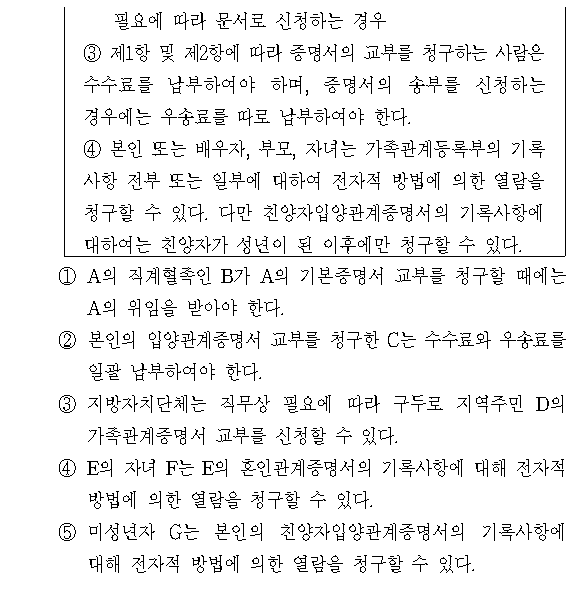 필요에 따라 문서로 신청하는 경우
③ 제1항 및 제2항에 따라 증명서의 교부를 청구하는 사람은
수수료를 납부하여야 하며, 증명서의 송부를 신청하는
경우에는 우송료를 따로 납부하여야 한다.
④ 본인 또는 배우자, 부모, 자녀는 가족관계등록부의 기록
사항 전부 또는 일부에 대하여 전자적 방법에 의한 열람을
청구할 수 있다. 다만 친양자입양관계증명서의 기록사항에
대하여는 친양자가 성년이 된 이후에만 청구할 수 있다.
① A의 직계혈족인 B가 A의 기본증명서 교부를 청구할 때에는
A의 위임을 받아야 한다.
② 본인의 입양관계증명서 교부를 청구한 C는 수수료와 우송료를
일괄 납부하여야 한다.
③ 지방자치단체는 직무상 필요에 따라 구두로 지역주민 D의
가족관계증명서 교부를 신청할 수 있다.
④ E의 자녀 F는 E의 혼인관계증명서의 기록사항에 대해 전자적
방법에 의한 열람을 청구할 수 있다.
⑤ 미성년자 G는 본인의 친양자입양관계증명서의 기록사항에
대해 전자적 방법에 의한 열람을 청구할 수 있다.